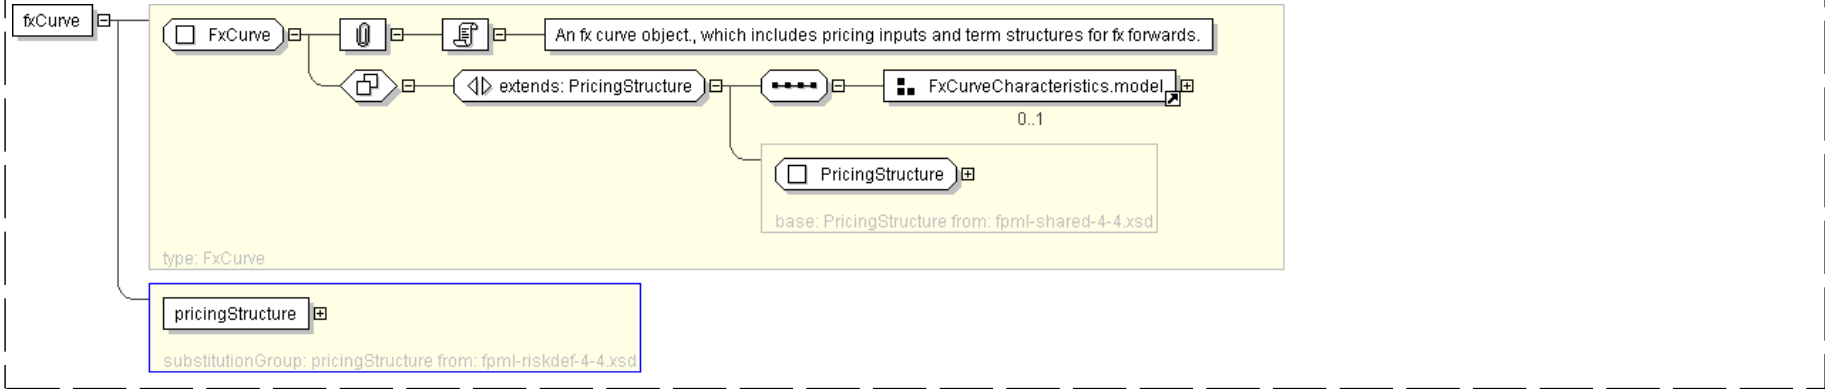 fxCurve
FxCurve
An fx curve object., which includes pricing inputs and term structures for fx forwards.
extends: PricingStructure
FxCurveCharacteristics.model
0..1
PricingStructure
base: PricingStructure from: fpml-shared-4-4.xsd
type: FxCurve
pricingStructure
substitutionGroup: pricingStructure from: fpml-riskdef-4-4.xsd